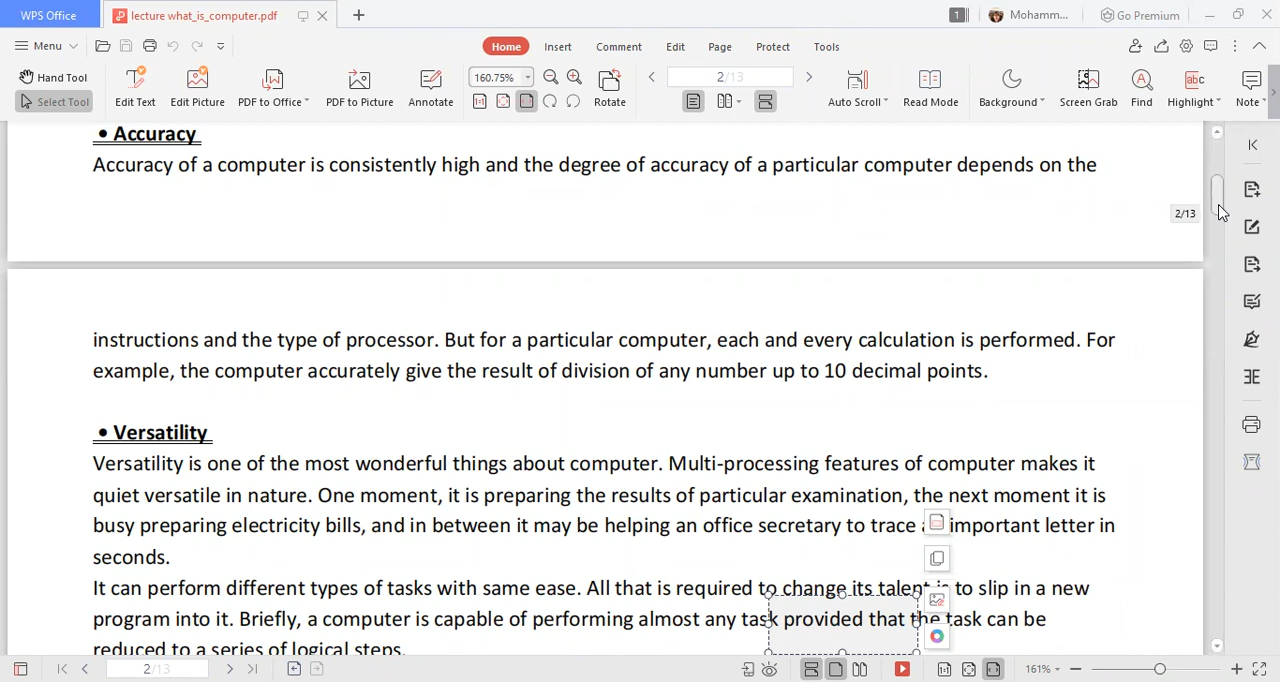 WPS Office
lecture what_is_computer.pdf
1
Mohamm...
Go Premium
Menu
Home
Insert
Comment
Edit
Page
Protect
Tools
Hand Tool
Select Tool
Edit Text
Edit Picture
PDF to Office
PDF to Picture
Annotate
160.75%
Rotate
2/13
Auto Scroll
Read Mode
Background
Screen Grab
Find
Highlight
Note
• Accuracy
Accuracy of a computer is consistently high and the degree of accuracy of a particular computer depends on the
2/13
instructions and the type of processor. But for a particular computer, each and every calculation is performed. For
example, the computer accurately give the result of division of any number up to 10 decimal points.
• Versatility
Versatility is one of the most wonderful things about computer. Multi-processing features of computer makes it
quiet versatile in nature. One moment, it is preparing the results of particular examination, the next moment it is
busy preparing electricity bills, and in between it may be helping an office secretary to trace important letter in
seconds.
It can perform different types of tasks with same ease. All that is required to change its talent is to slip in a new
program into it. Briefly, a computer is capable of performing almost any task provided that the task can be
reduced to a series of logical steps.
2/13
161%